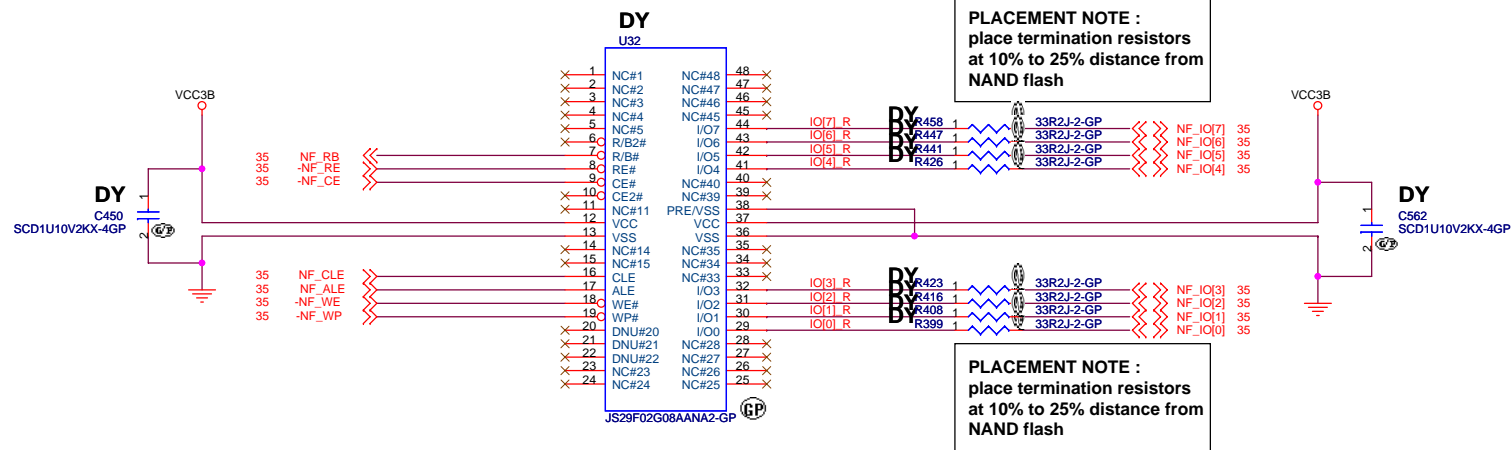 DY
U32
PLACEMENT NOTE :
place termination resistors
at 10% to 25% distance from
NAND flash
VCC3B
VCC3B
1 NC#1 NC#48 48
2 NC#2 NC#47 47
3 NC#3 NC#46 46
4 NC#4 NC#45 45
5 NC#5 I/O7 44 IO[7]_R DY R458 1 33R2J-2-GP NF_IO[7] 35
6 R/B2# I/O6 43 IO[6]_R DY R447 1 33R2J-2-GP NF_IO[6] 35
35 NF_RB 7 R/B# I/O5 42 IO[5]_R DY R441 1 33R2J-2-GP NF_IO[5] 35
35 -NF_RE 8 RE# I/O4 41 IO[4]_R R426 1 33R2J-2-GP NF_IO[4] 35
35 -NF_CE 9 CE# NC#40 40
10 CE2# NC#39 39
11 NC#11 PRE/VSS 38
12 VCC VCC 37
13 VSS VSS 36
14 NC#14 NC#35 35
15 NC#15 NC#34 34
35 NF_CLE 16 CLE NC#33 33
35 NF_ALE 17 ALE I/O3 32 IO[3]_R DY R423 1 33R2J-2-GP NF_IO[3] 35
35 -NF_WE 18 WE# I/O2 31 IO[2]_R DY R416 1 33R2J-2-GP NF_IO[2] 35
35 -NF_WP 19 WP# I/O1 30 IO[1]_R DY R408 1 33R2J-2-GP NF_IO[1] 35
20 DNU#20 I/O0 29 IO[0]_R R399 1 33R2J-2-GP NF_IO[0] 35
21 DNU#21 NC#28 28
22 DNU#22 NC#27 27
23 NC#23 NC#26 26
24 NC#24 NC#25 25
JS29F02G08AANA2-GP GP
DY
1
C450
SCD1U10V2KX-4GP
2
DY
1
C562
SCD1U10V2KX-4GP
2
PLACEMENT NOTE :
place termination resistors
at 10% to 25% distance from
NAND flash